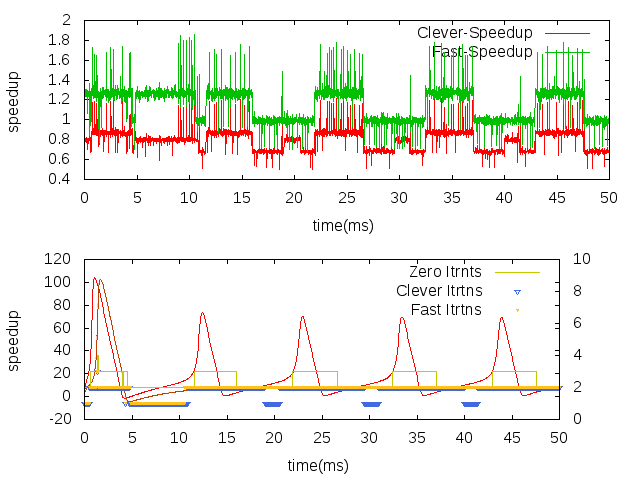 2
1.8
1.6
1.4
1.2
1
0.8
0.6
0.4
speedup
Clever-Speedup
Fast-Speedup
0 5 10 15 20 25 30 35 40 45 50
time(ms)
120
100
80
60
40
20
0
-20
speedup
Zero Itrnts
Clever Itrtns
Fast Itrtns
10
8
6
4
2
0
0 5 10 15 20 25 30 35 40 45 50
time(ms)